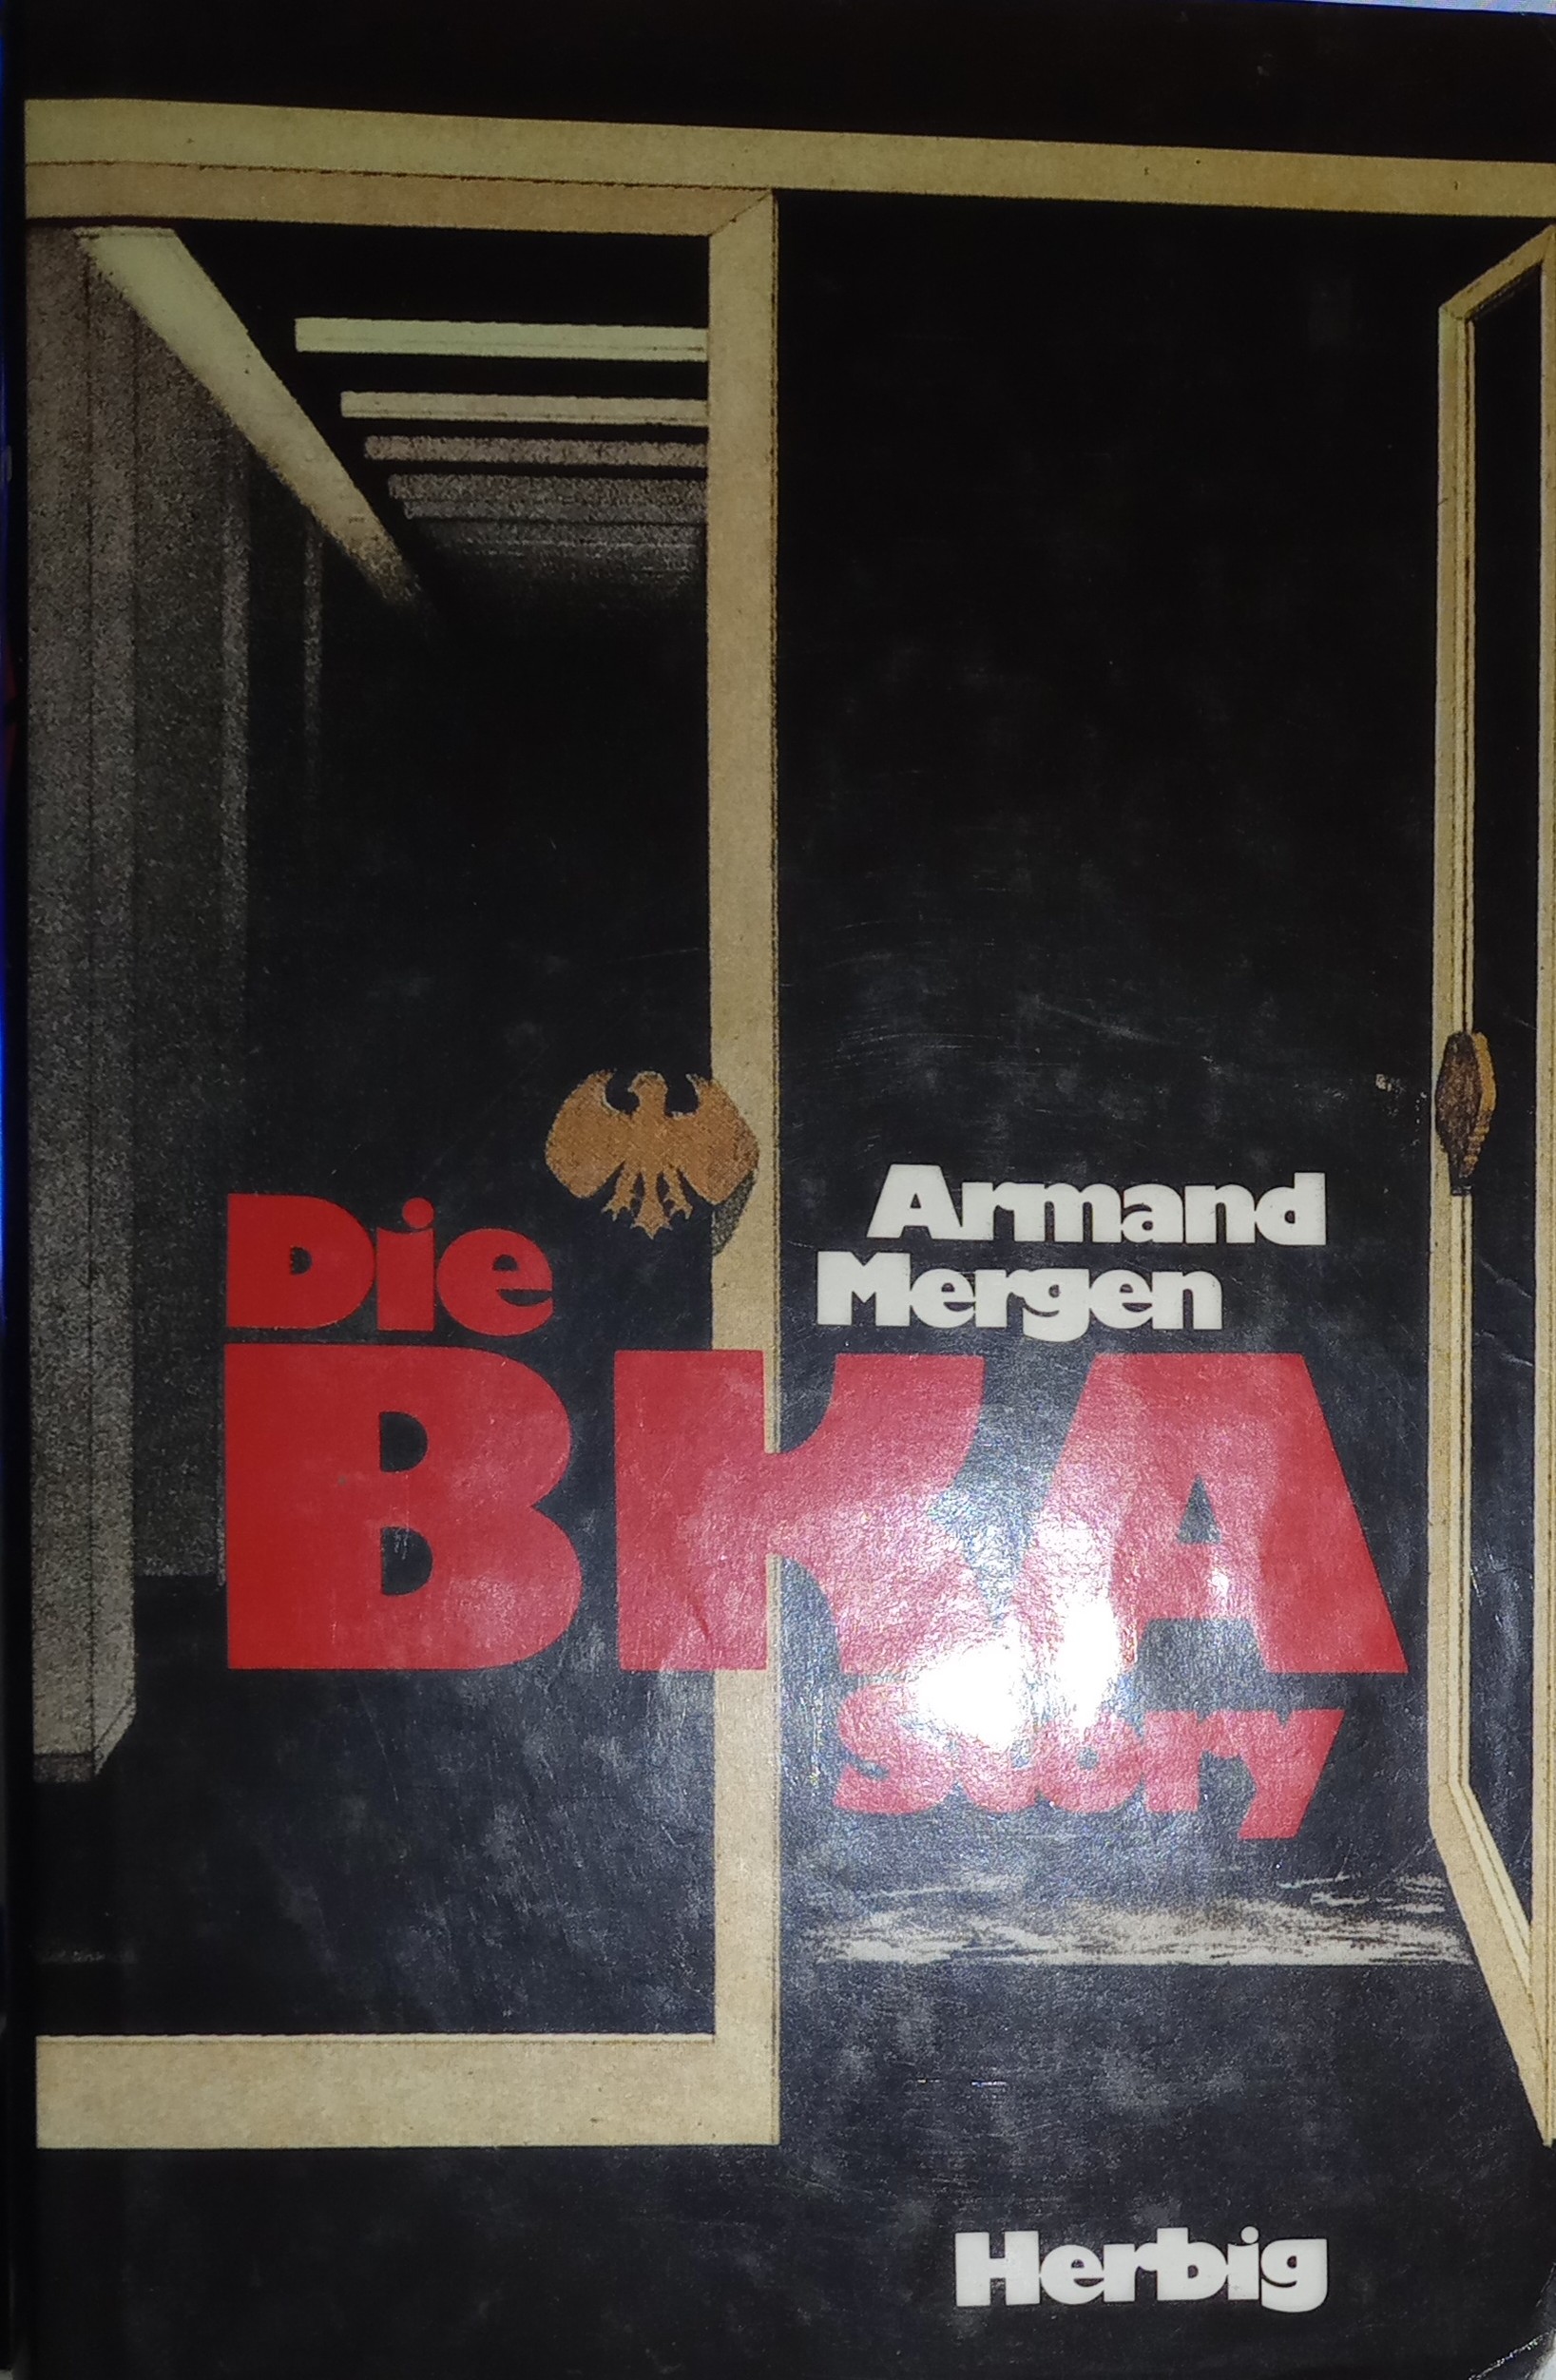 Armand
Mergen
Die
BKA
Story
Herbig